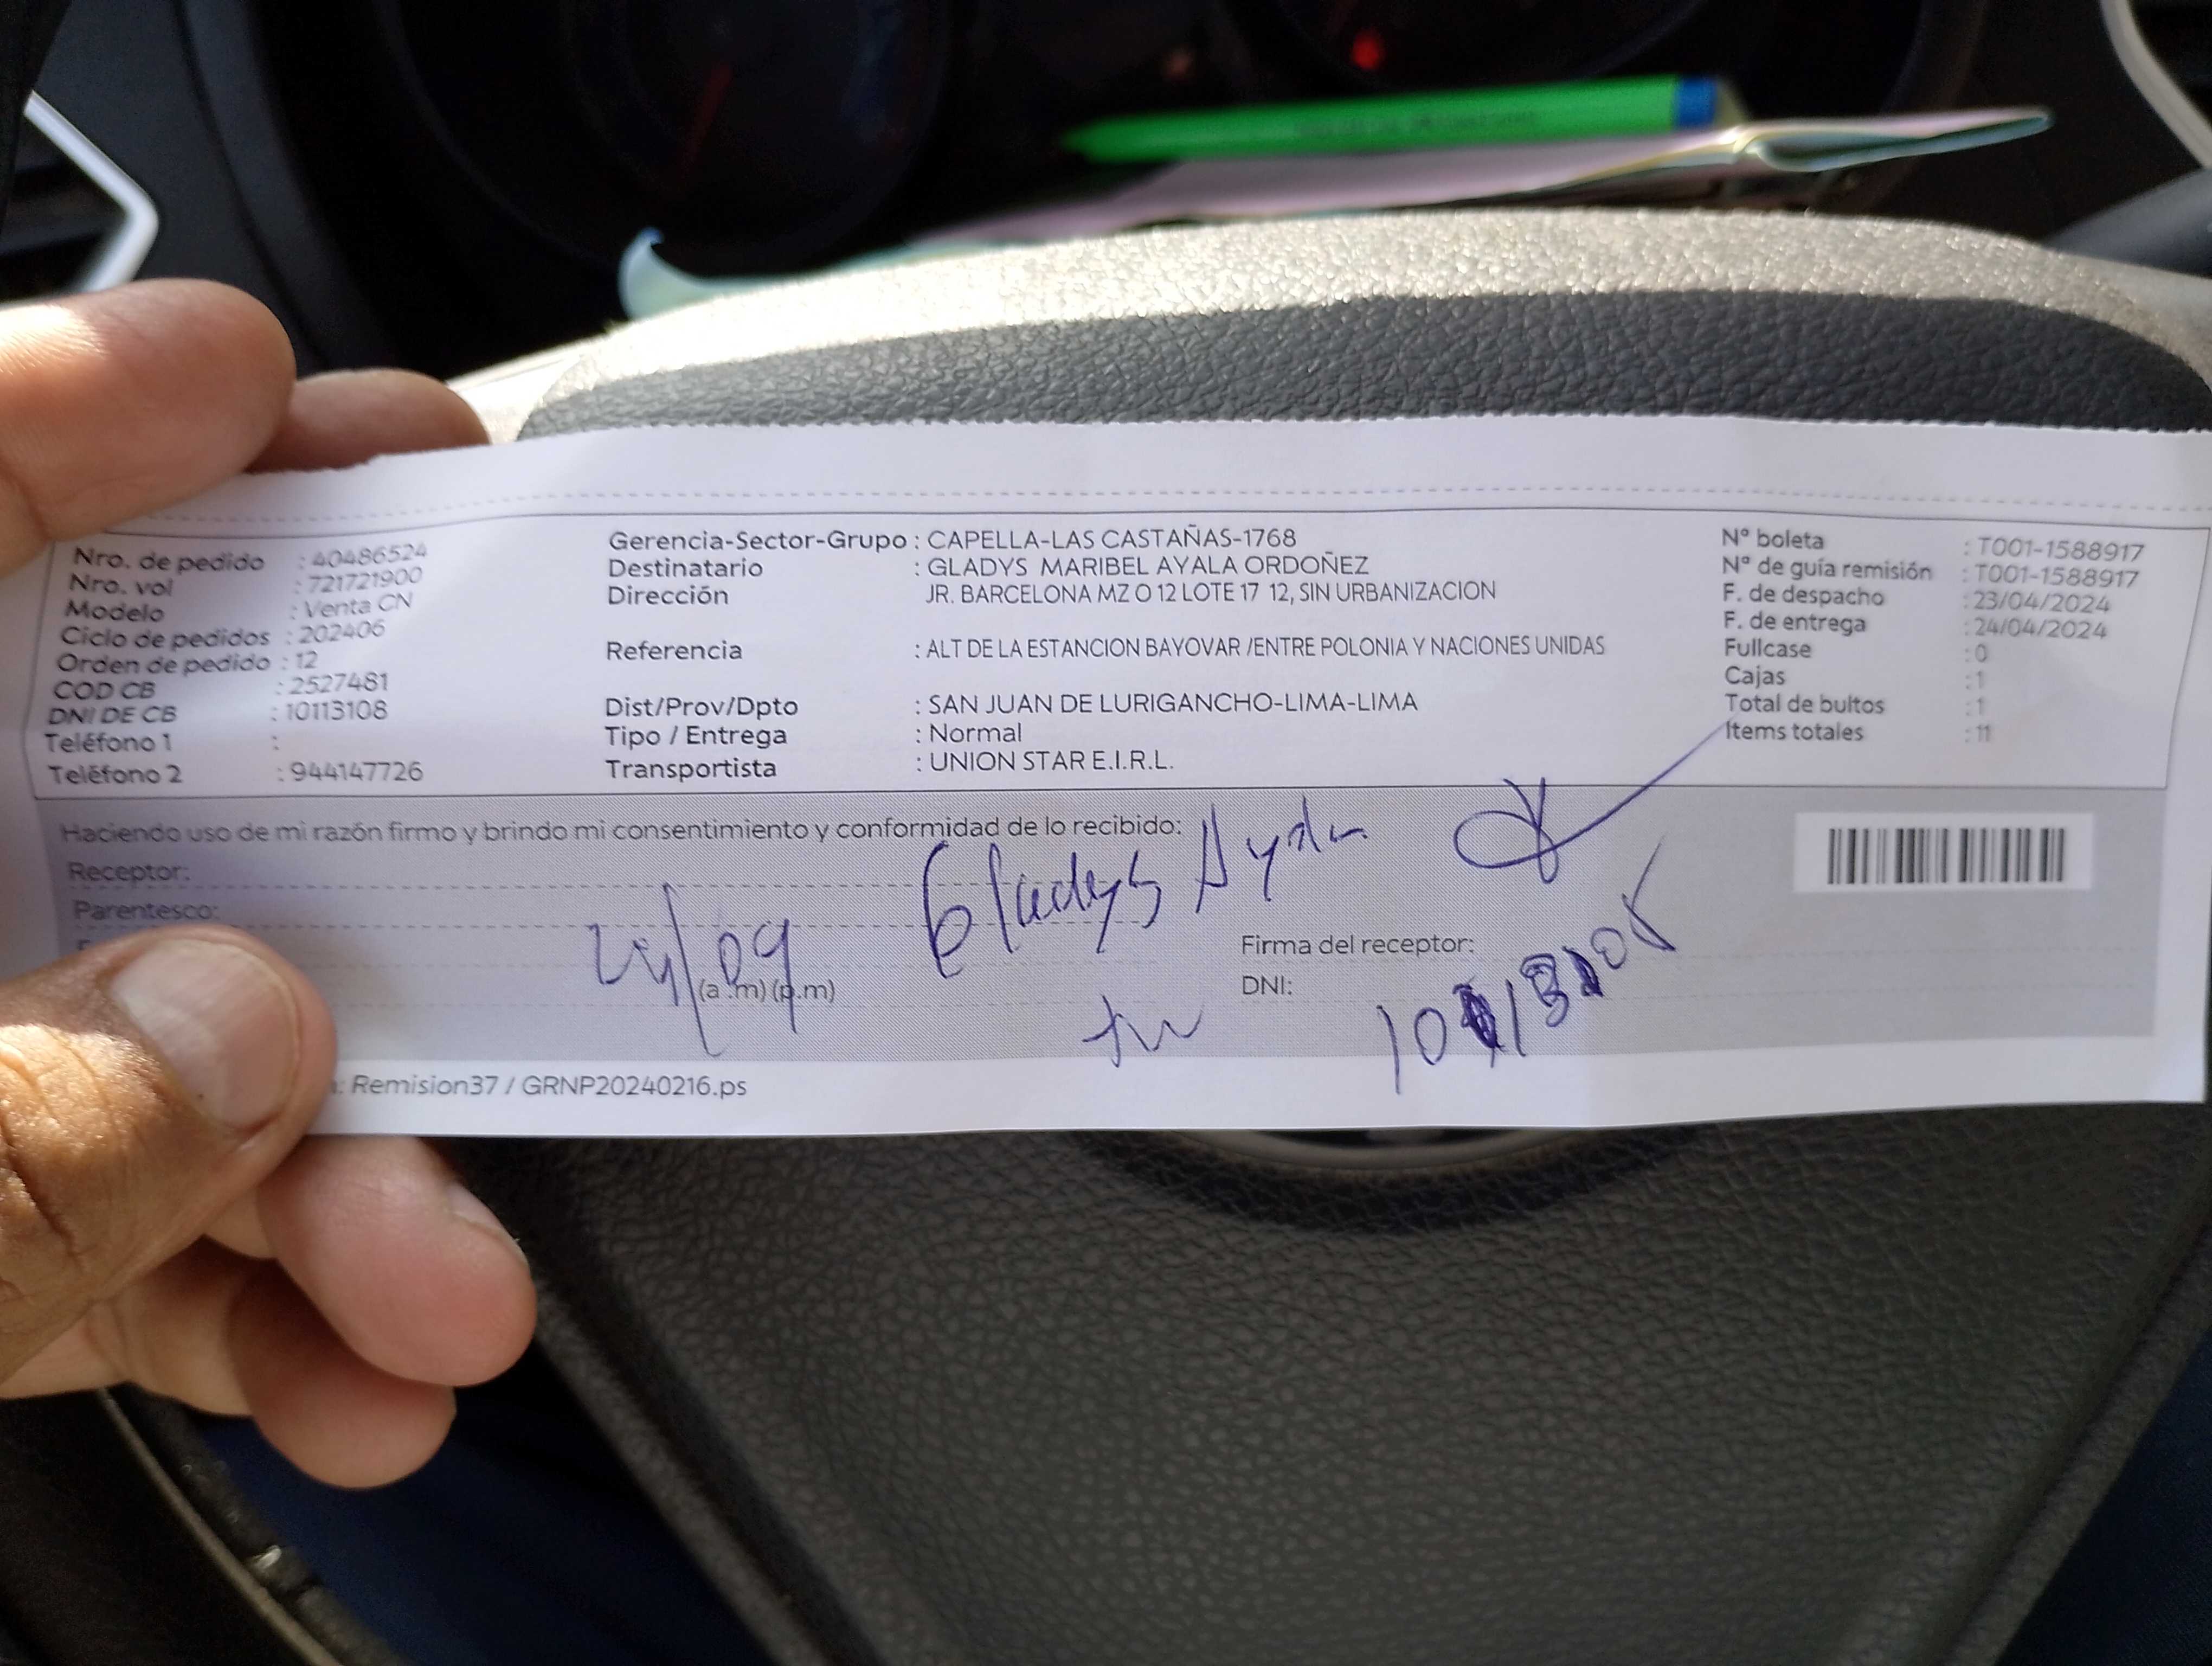 Nro. de pedido : 40486524
Nro. vol : 721721900
Modelo : Venta CN
Ciclo de pedidos : 202406
Orden de pedido : 12
COD CB : 2527481
DNI DE CB : 10113108
Teléfono 1 :
Teléfono 2 : 944147726
Gerencia-Sector-Grupo : CAPELLA-LAS CASTAÑAS-1768
Destinatario : GLADYS MARIBEL AYALA ORDOÑEZ
Dirección JR. BARCELONA MZ O 12 LOTE 17 12, SIN URBANIZACION
Referencia : ALT DE LA ESTANCION BAYOVAR /ENTRE POLONIA Y NACIONES UNIDAS
Dist/Prov/Dpto : SAN JUAN DE LURIGANCHO-LIMA-LIMA
Tipo / Entrega : Normal
Transportista : UNION STAR E.I.R.L.
Nº boleta : T001-1588917
Nº de guía remisión : T001-1588917
F. de despacho : 23/04/2024
F. de entrega : 24/04/2024
Fullcase : 0
Cajas : 1
Total de bultos : 1
Items totales : 11
Haciendo uso de mi razón firmo y brindo mi consentimiento y conformidad de lo recibido:
Receptor: Gladys Ayala
Parentesco:
(a .m) (p.m)
Firma del receptor:
DNI:
Remision37 / GRNP20240216.ps